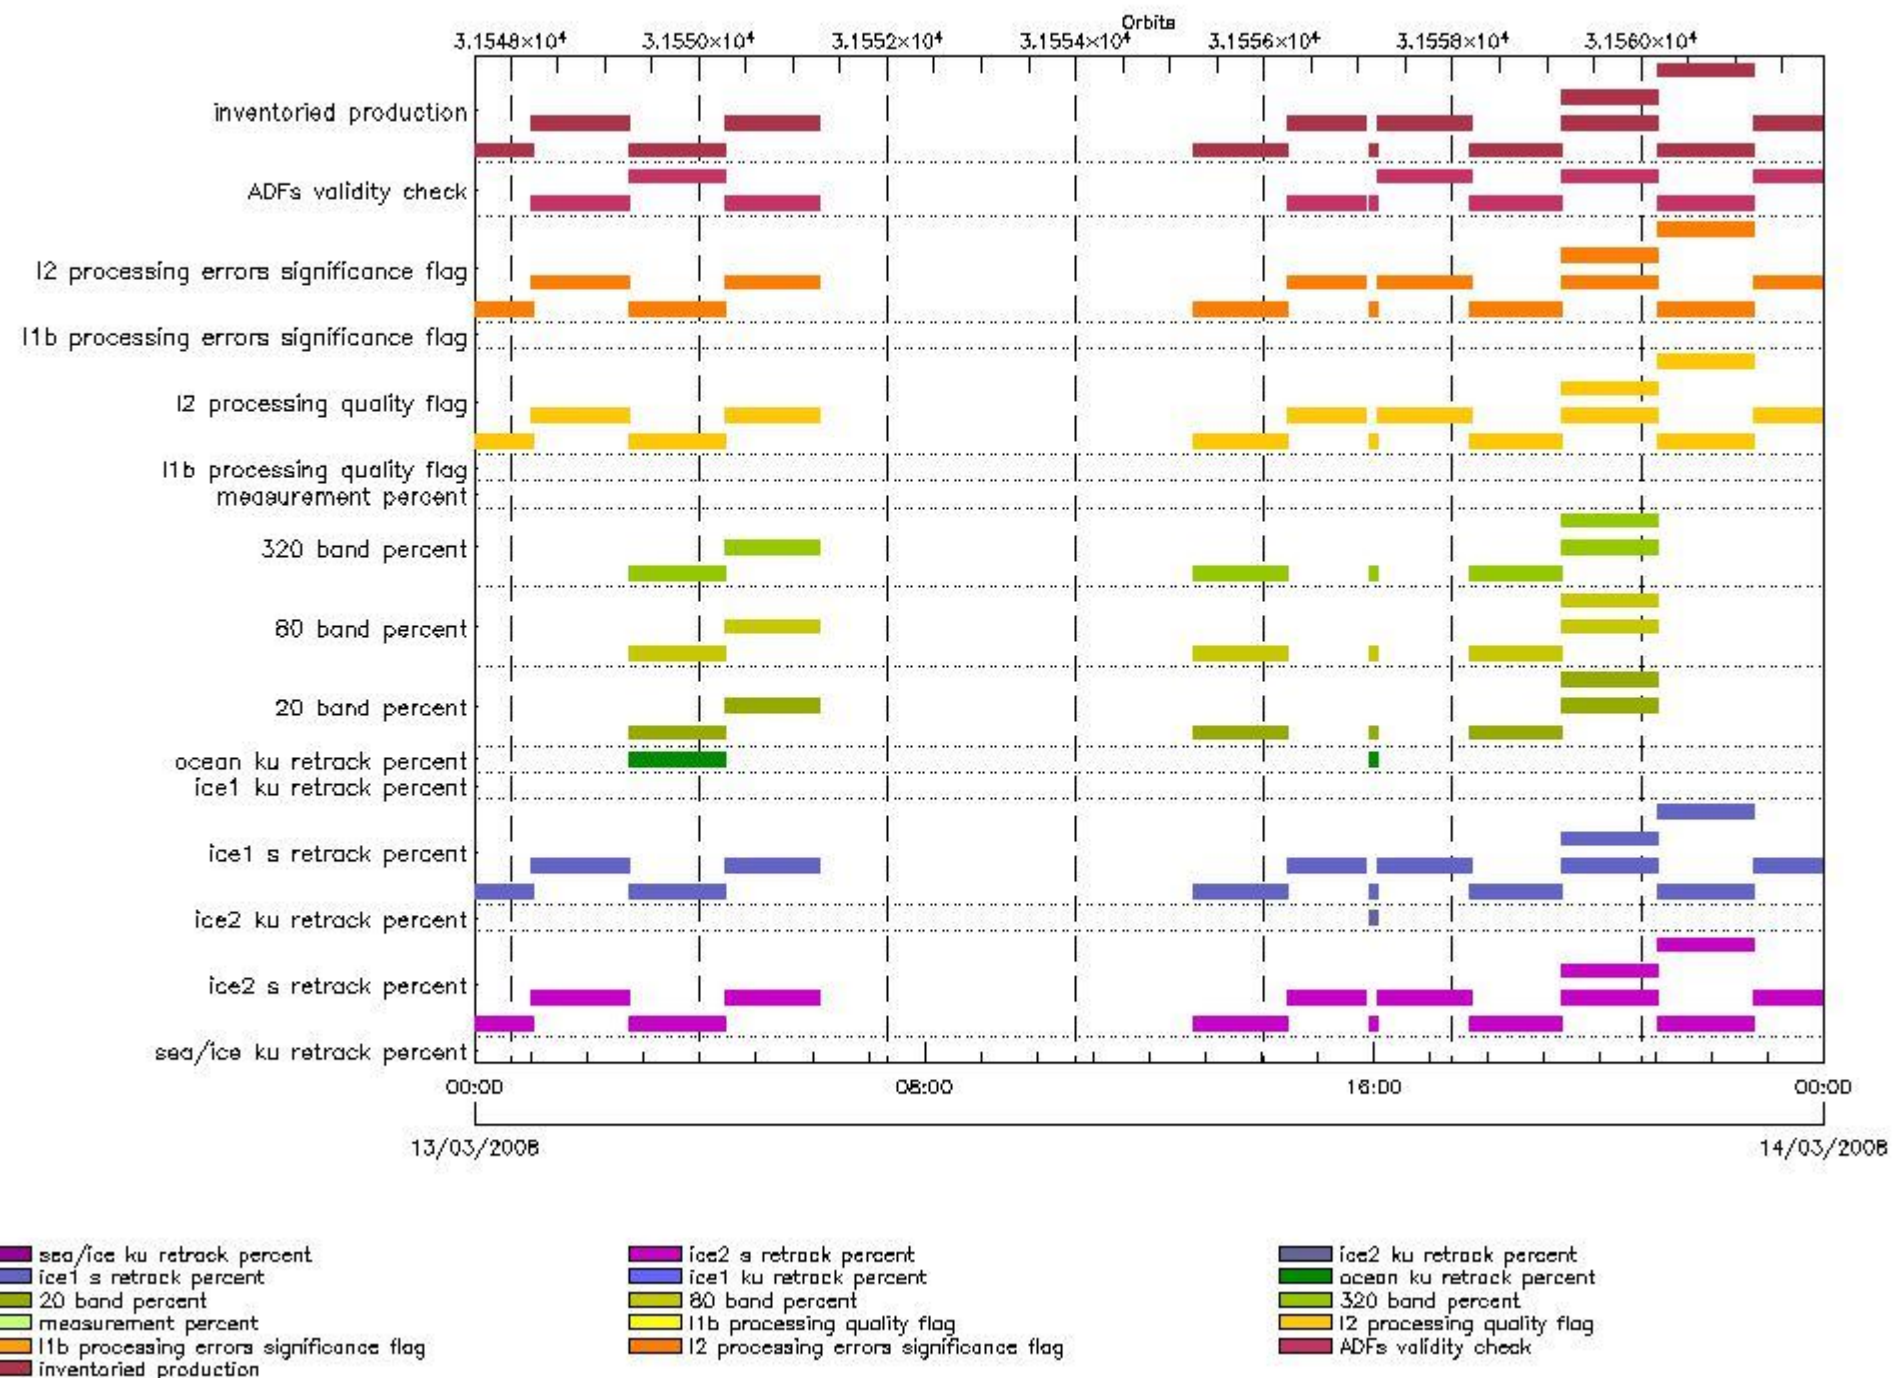 Orbits
3.1548×10⁴ 3.1550×10⁴ 3.1552×10⁴ 3.1554×10⁴ 3.1556×10⁴ 3.1558×10⁴ 3.1560×10⁴
inventoried production
ADFs validity check
l2 processing errors significance flag
l1b processing errors significance flag
l2 processing quality flag
l1b processing quality flag
measurement percent
320 band percent
80 band percent
20 band percent
ocean ku retrack percent
ice1 ku retrack percent
ice1 s retrack percent
ice2 ku retrack percent
ice2 s retrack percent
sea/ice ku retrack percent
00:00 08:00 16:00 00:00
13/03/2008 14/03/2008
sea/ice ku retrack percent ice2 s retrack percent ice2 ku retrack percent
ice1 s retrack percent ice1 ku retrack percent ocean ku retrack percent
20 band percent 80 band percent 320 band percent
measurement percent l1b processing quality flag l2 processing quality flag
l1b processing errors significance flag l2 processing errors significance flag ADFs validity check
inventoried production